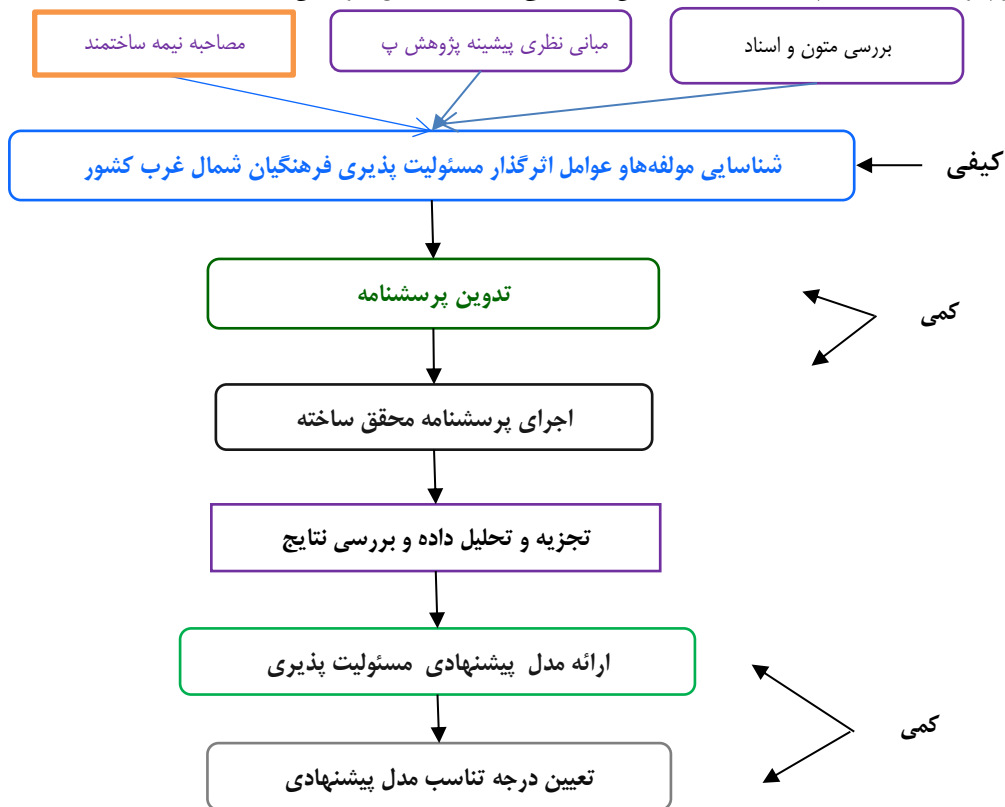 بررسی متون و اسناد
مبانی نظری پیشینه پژوهش پ
مصاحبه نیمه ساختمند
شناسایی مولفه‌هاو عوامل اثرگذار مسئولیت پذیری فرهنگیان شمال غرب کشور
کیفی
تدوین پرسشنامه
کمی
اجرای پرسشنامه محقق ساخته
تجزیه و تحلیل داده و بررسی نتایج
ارائه مدل پیشنهادی مسئولیت پذیری
کمی
تعیین درجه تناسب مدل پیشنهادی